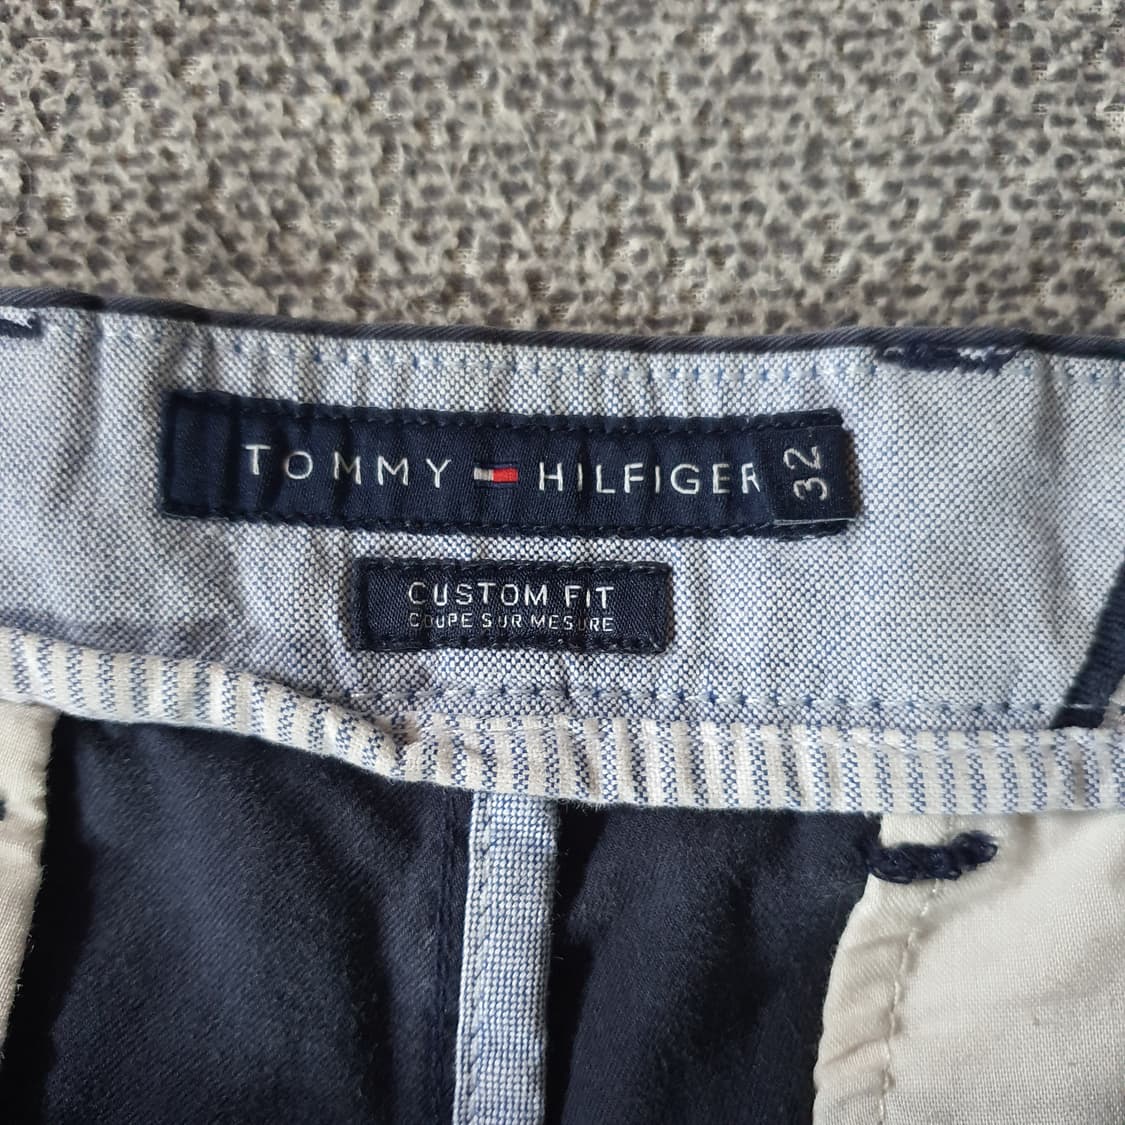 TOMMY HILFIGER
32
CUSTOM FIT
COUPE SUR MESURE